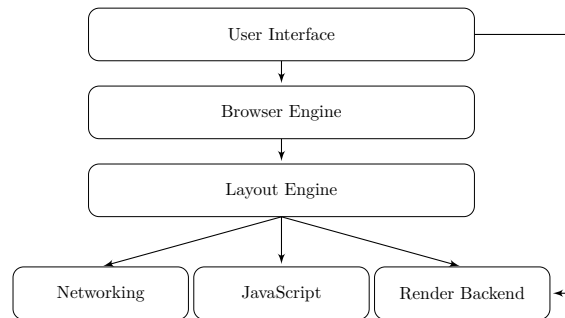 User Interface
Browser Engine
Layout Engine
Networking
JavaScript
Render Backend